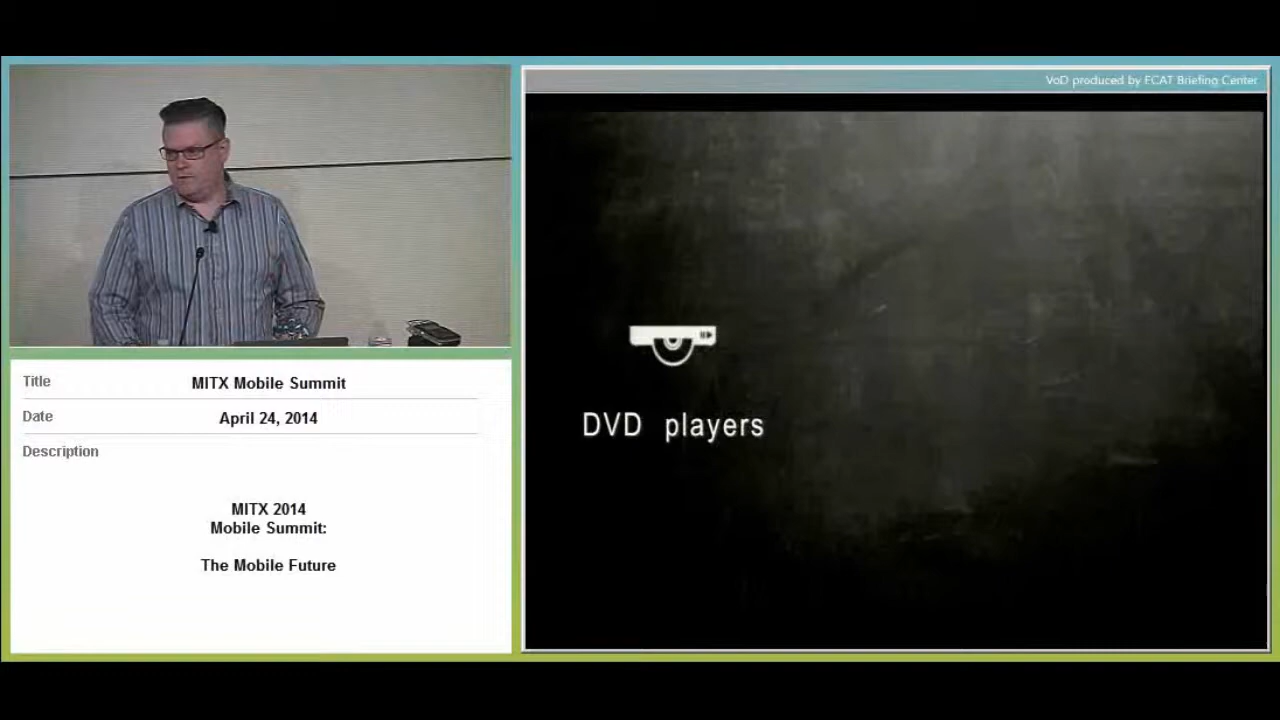 VoD produced by ECAT Briefing Center
DVD players
Title MITX Mobile Summit
Date April 24, 2014
Description
MITX 2014
Mobile Summit:
The Mobile Future